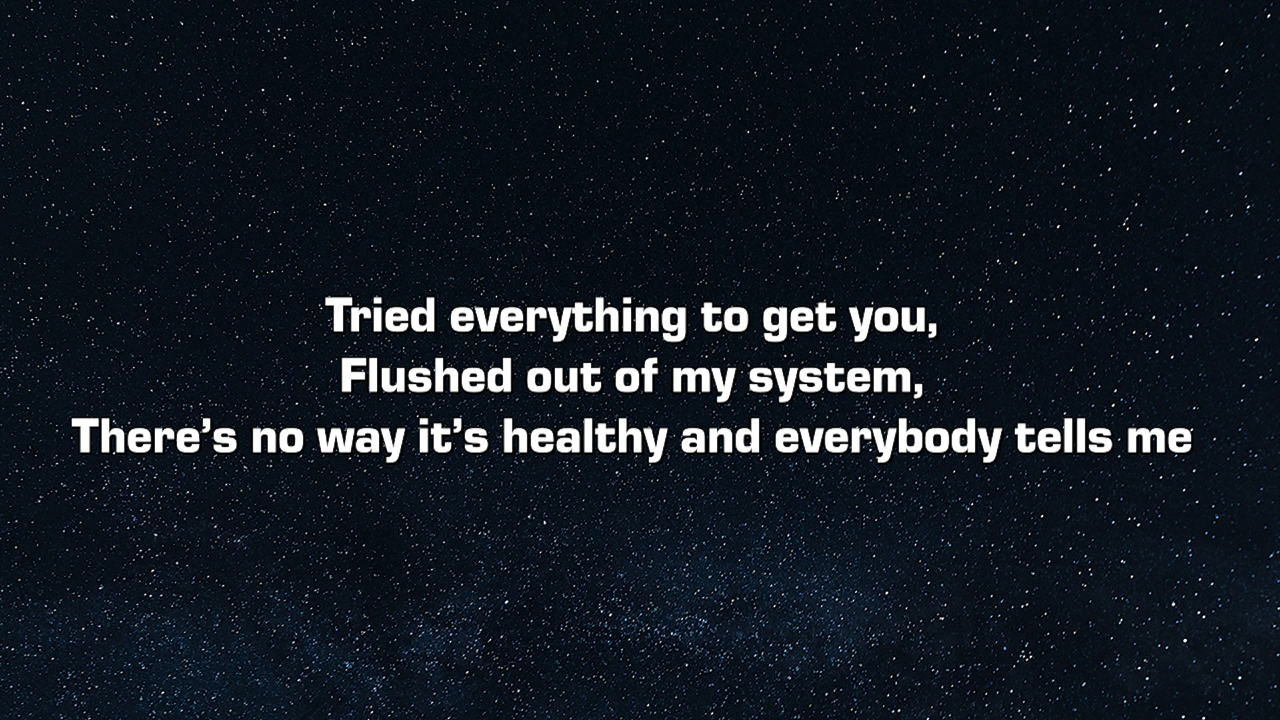 Tried everything to get you,
Flushed out of my system,
There’s no way it’s healthy and everybody tells me